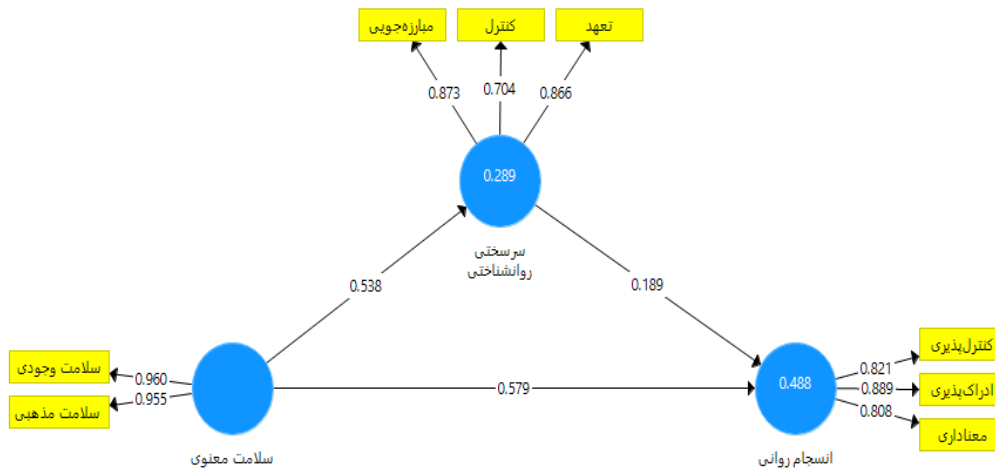 مبارزه‌جویی
کنترل
تعهد
0.873
0.704
0.866
0.289
سرسختی
روانشناختی
0.538
0.189
سلامت وجودی
سلامت مذهبی
0.960
0.955
0.579
0.488
0.821
0.889
0.808
کنترل‌پذیری
ادراک‌پذیری
معناداری
سلامت معنوی
انسجام روانی